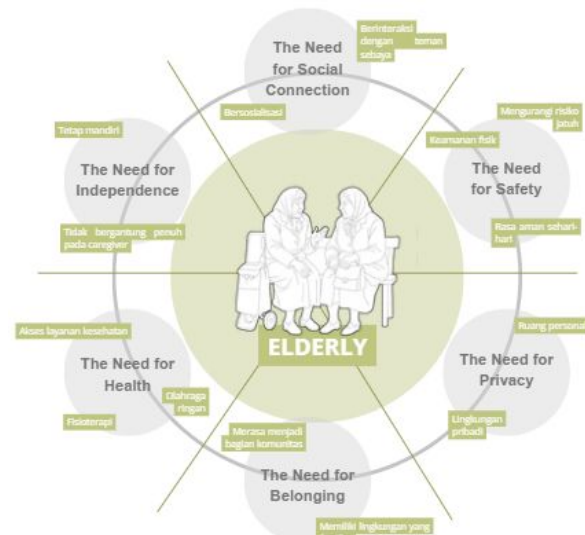 The Need
for Social
Connection
Berinteraksi
dengan teman
sebaya
Bersosialisasi
Mengurangi risiko
jatuh
Keamanan fisik
The Need
for Safety
Rasa aman sehari-
hari
Tetap mandiri
The Need for
Independence
Tidak bergantung penuh
pada caregiver
ELDERLY
Akses layanan kesehatan
The Need for
Health
Olahraga
ringan
Fisioterapi
Ruang personal
The Need for
Privacy
Lingkungan
pribadi
Merasa menjadi
bagian komunitas
The Need for
Belonging
Memiliki lingkungan yang